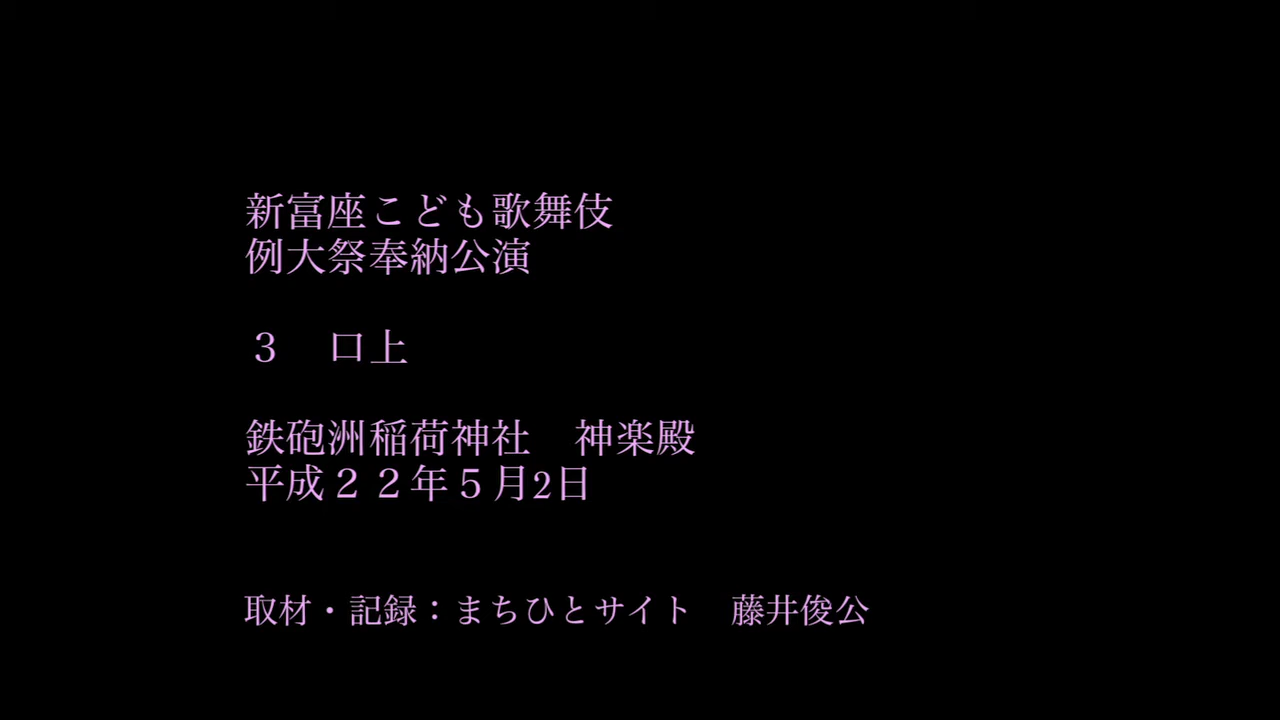 新富座こども歌舞伎
例大祭奉納公演
３　口上
鉄砲洲稲荷神社　神楽殿
平成２２年５月2日
取材・記録：まちひとサイト　藤井俊公